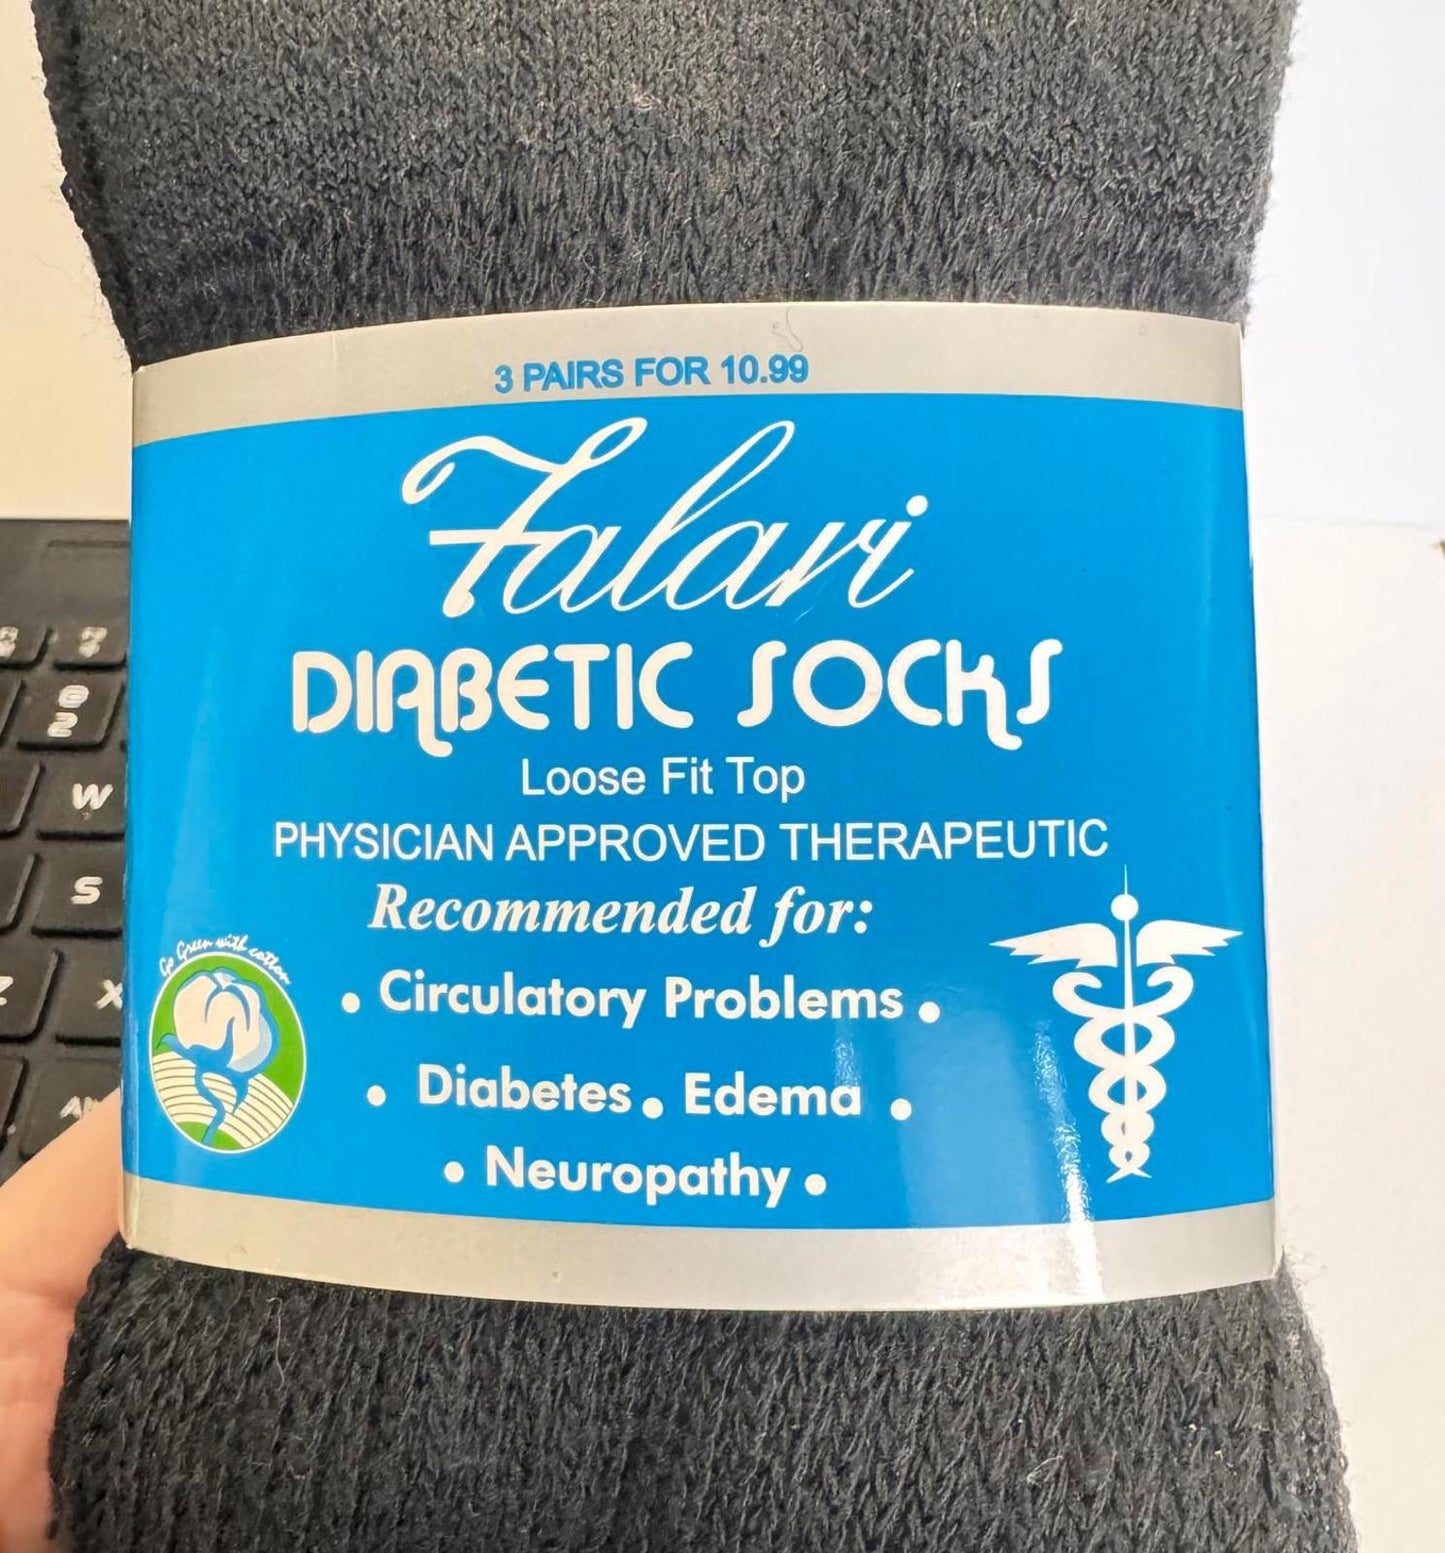 3 PAIRS FOR 10.99
Falari
DIABETIC SOCKS
Loose Fit Top
PHYSICIAN APPROVED THERAPEUTIC
Recommended for:
Go Green with cotton
• Circulatory Problems •
• Diabetes • Edema •
• Neuropathy •
2
W
S
Z
X